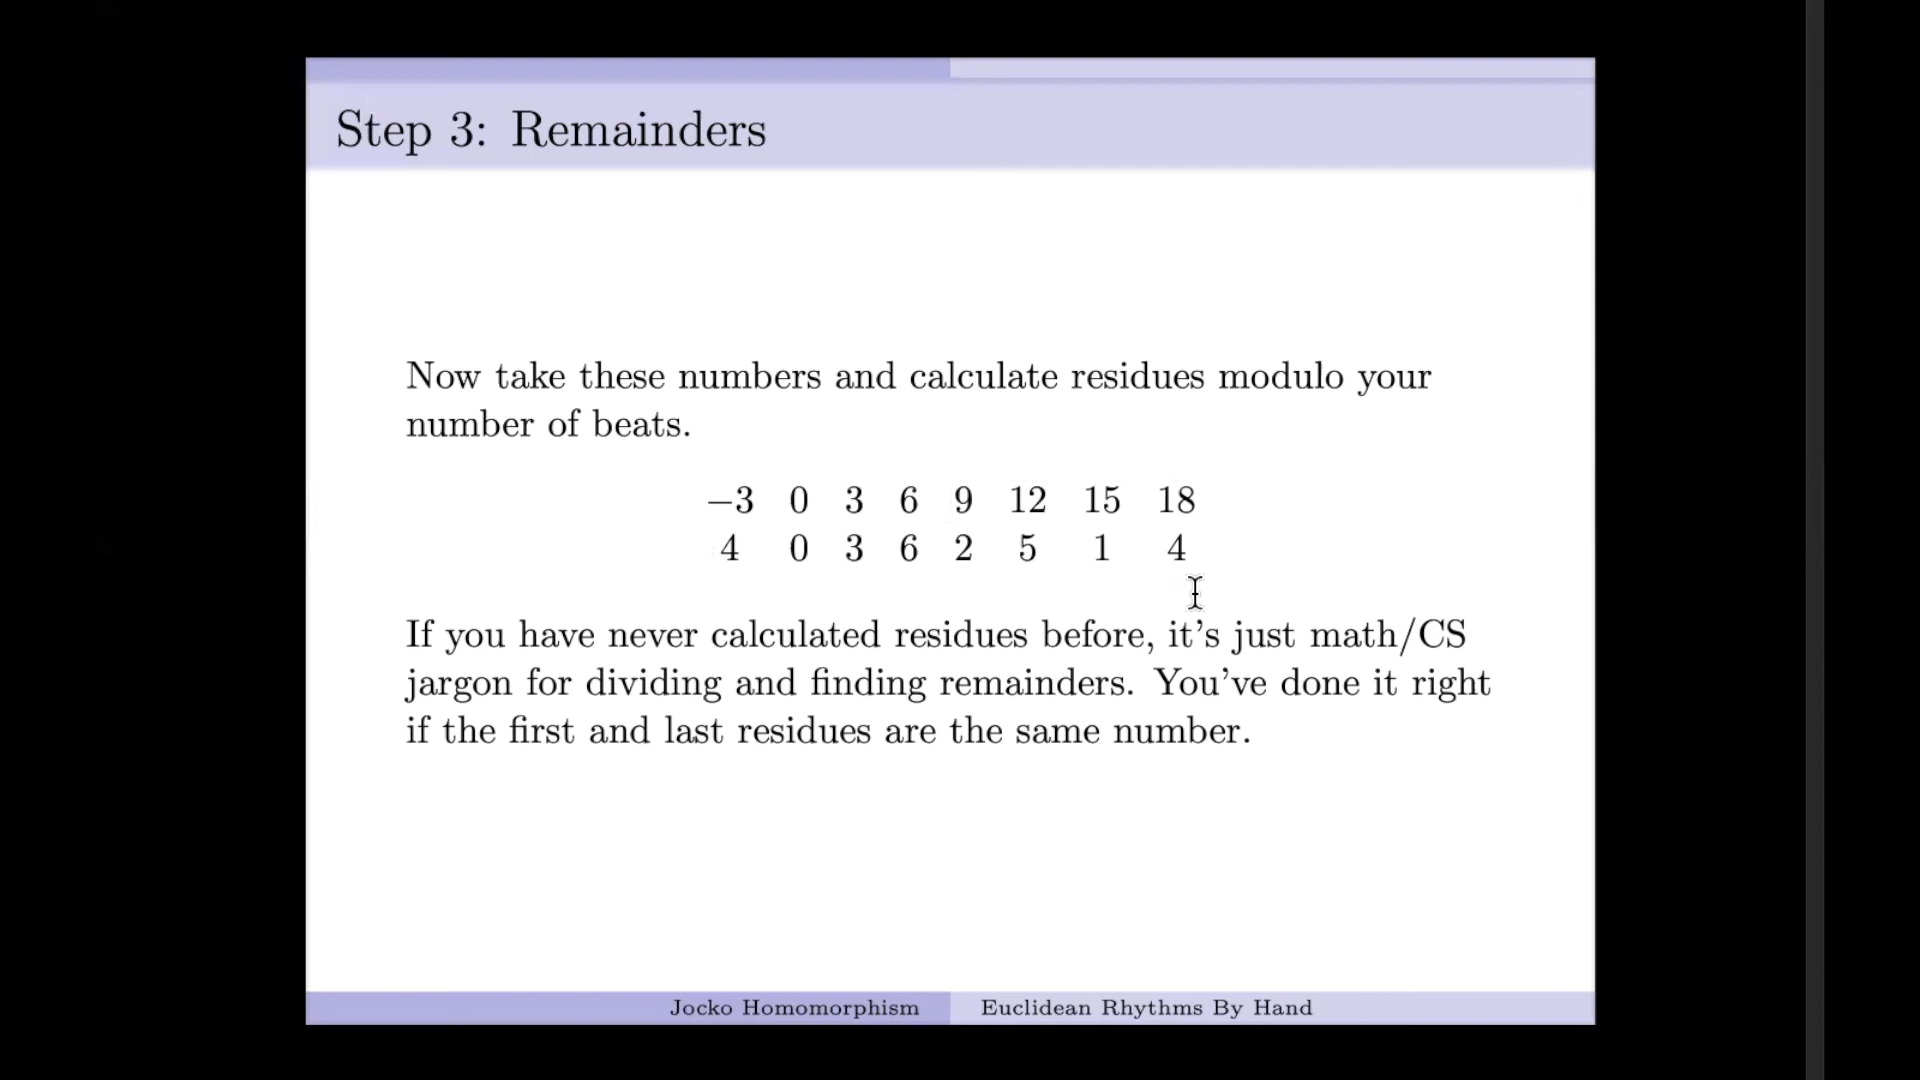 Step 3: Remainders
Now take these numbers and calculate residues modulo your
number of beats.
−3 0 3 6 9 12 15 18
4 0 3 6 2 5 1 4
If you have never calculated residues before, it's just math/CS
jargon for dividing and finding remainders. You've done it right
if the first and last residues are the same number.
Jocko Homomorphism
Euclidean Rhythms By Hand